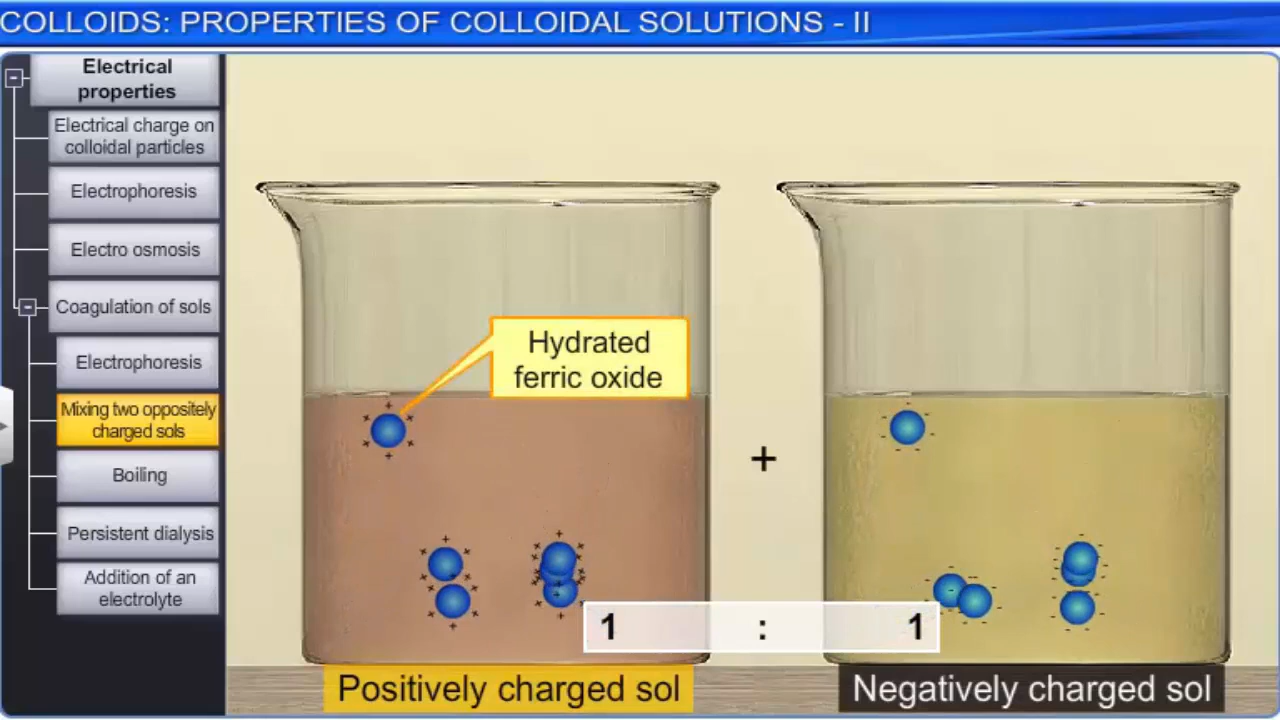 COLLOIDS: PROPERTIES OF COLLOIDAL SOLUTIONS - II
Electrical
properties
Electrical charge on
colloidal particles
Electrophoresis
Electro osmosis
Coagulation of sols
Electrophoresis
Mixing two oppositely
charged sols
Boiling
Persistent dialysis
Addition of an
electrolyte
Hydrated
ferric oxide
+
1 : 1
Positively charged sol
Negatively charged sol